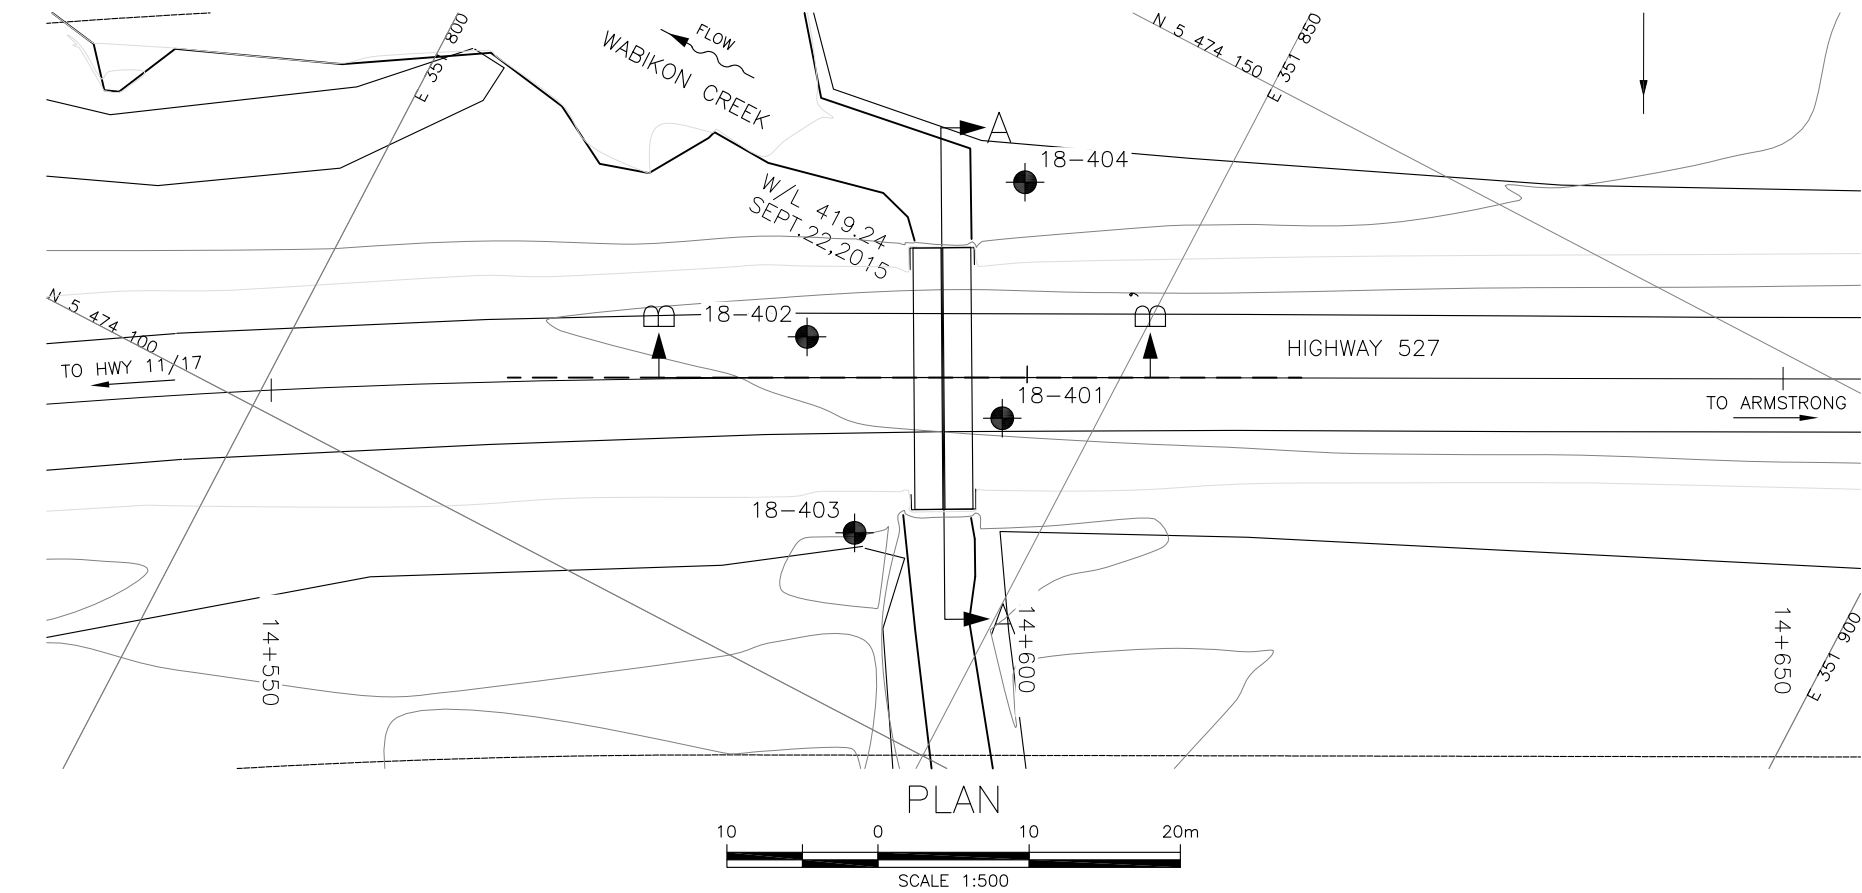 E 351 800
FLOW
WABIKON CREEK
N 5 474 150
E 351 850
A
18-404
W/L 419.24
SEPT.22,2015
N 5 474 100
B
18-402
B'
HIGHWAY 527
TO HWY 11/17
18-401
TO ARMSTRONG
18-403
14+550
A'
14+600
14+650
E 351 900
PLAN
10 0 10 20m
SCALE 1:500